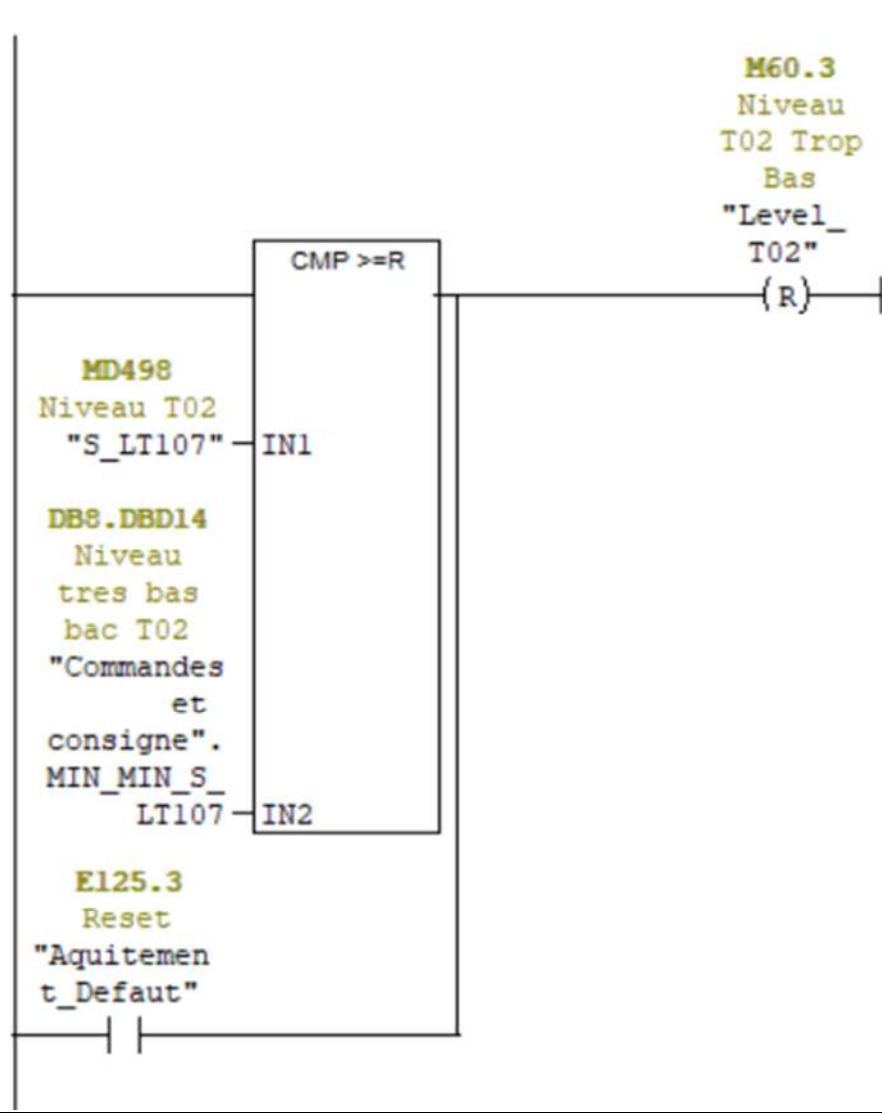 M60.3
Niveau
T02 Trop
Bas
"Level_
T02"
(R)
CMP >=R
MD498
Niveau T02
"S_LT107"
IN1
DB8.DBD14
Niveau
tres bas
bac T02
"Commandes
et
consigne".
MIN_MIN_S_
LT107
IN2
E125.3
Reset
"Aquitemen
t_Defaut"